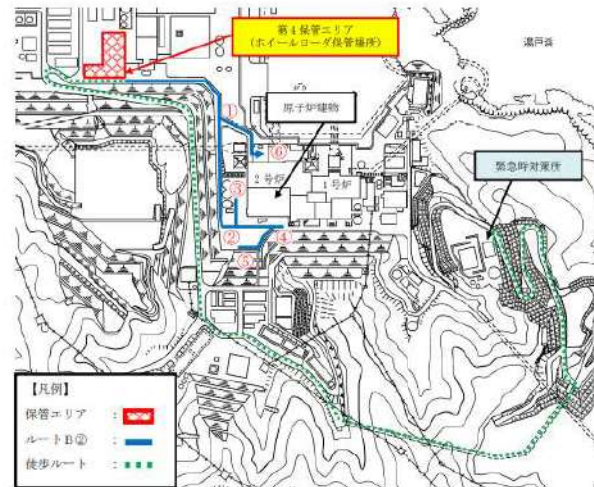 第4保管エリア
（ホイールローダ保管場所）
湯戸浜
①
原子炉建物
⑥
2号炉
1号炉
緊急時対策所
③
②
④
⑤
【凡例】
保管エリア ：
ルートB② ：
徒歩ルート ：